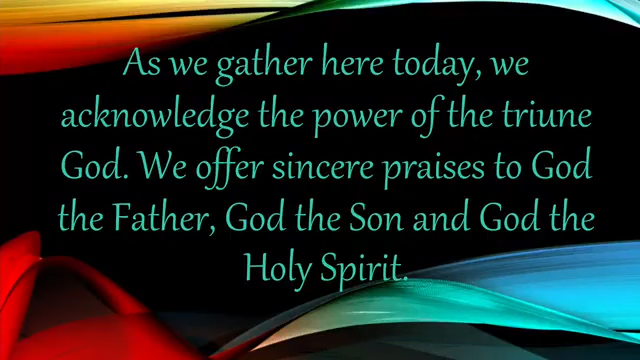 As we gather here today, we
acknowledge the power of the triune
God. We offer sincere praises to God
the Father, God the Son and God the
Holy Spirit.